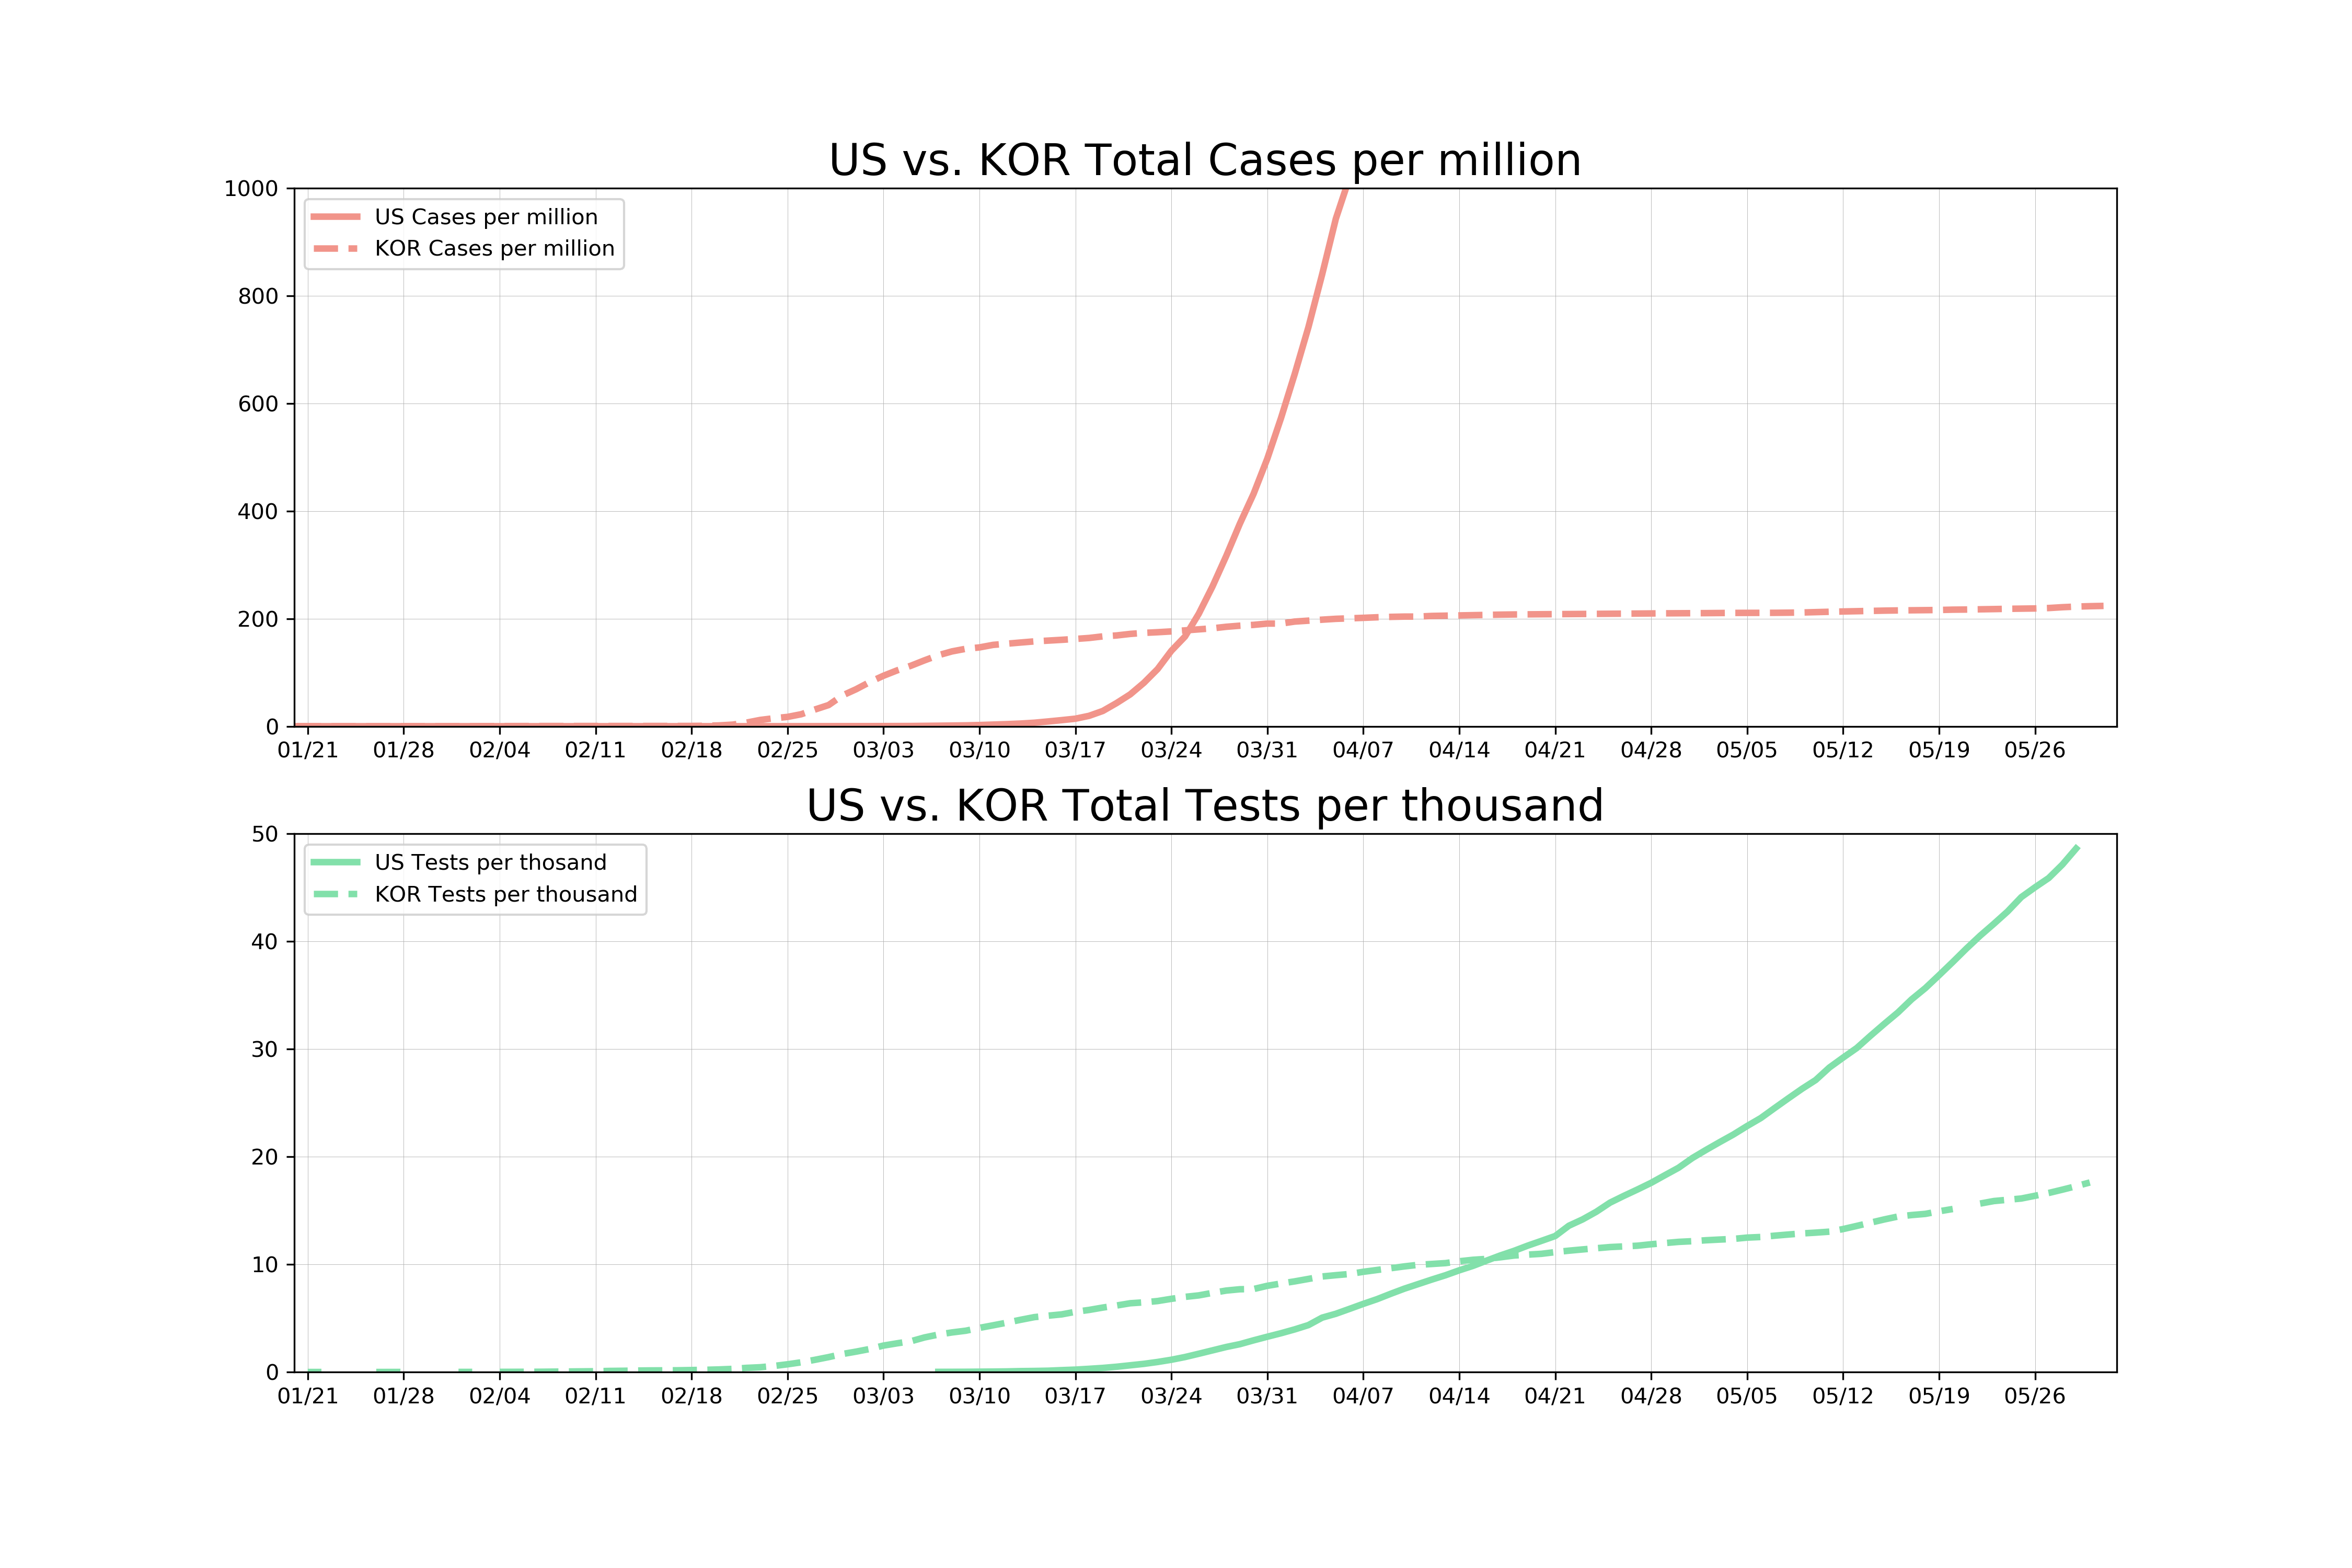 US vs. KOR Total Cases per million
1000
800
600
400
200
0
US Cases per million
KOR Cases per million
01/21 01/28 02/04 02/11 02/18 02/25 03/03 03/10 03/17 03/24 03/31 04/07 04/14 04/21 04/28 05/05 05/12 05/19 05/26
US vs. KOR Total Tests per thousand
50
40
30
20
10
0
US Tests per thosand
KOR Tests per thousand
01/21 01/28 02/04 02/11 02/18 02/25 03/03 03/10 03/17 03/24 03/31 04/07 04/14 04/21 04/28 05/05 05/12 05/19 05/26